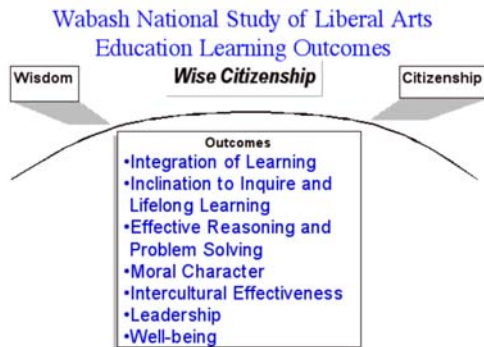 Wabash National Study of Liberal Arts
Education Learning Outcomes
Wisdom
Wise Citizenship
Citizenship
Outcomes
•Integration of Learning
•Inclination to Inquire and
Lifelong Learning
•Effective Reasoning and
Problem Solving
•Moral Character
•Intercultural Effectiveness
•Leadership
•Well-being